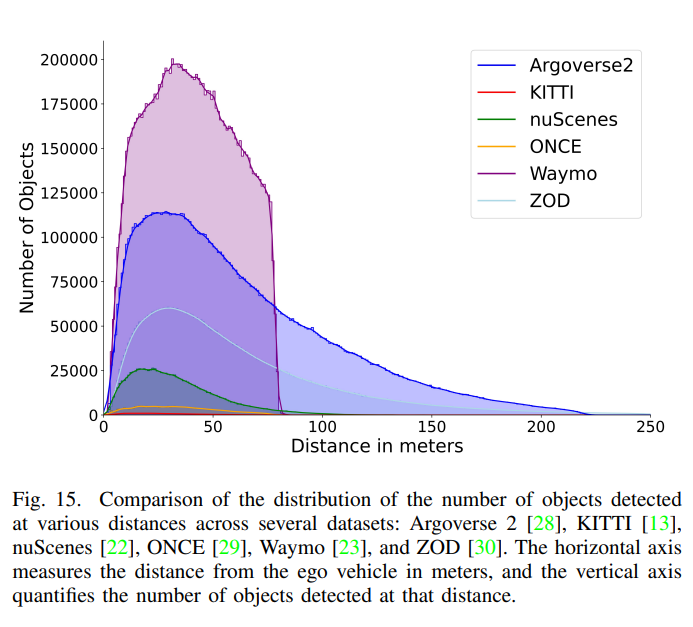 200000
175000
150000
125000
100000
75000
50000
25000
0
Number of Objects
0 50 100 150 200 250
Distance in meters
Argoverse2
KITTI
nuScenes
ONCE
Waymo
ZOD
Fig. 15. Comparison of the distribution of the number of objects detected
at various distances across several datasets: Argoverse 2 [28], KITTI [13],
nuScenes [22], ONCE [29], Waymo [23], and ZOD [30]. The horizontal axis
measures the distance from the ego vehicle in meters, and the vertical axis
quantifies the number of objects detected at that distance.